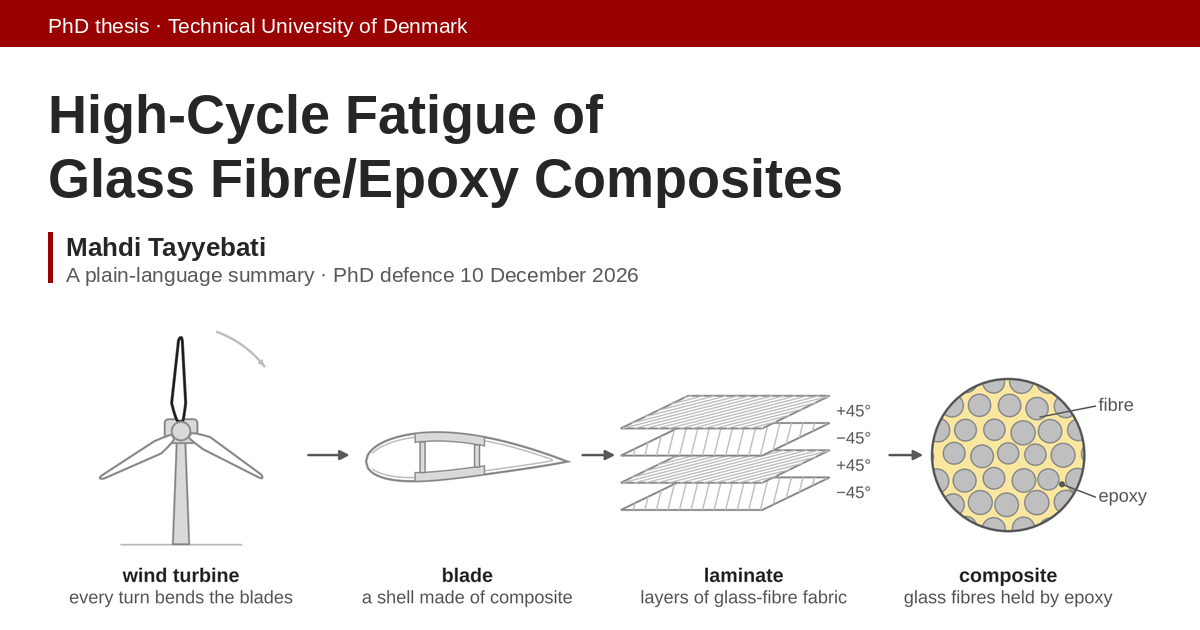 PhD thesis · Technical University of Denmark
High-Cycle Fatigue of
Glass Fibre/Epoxy Composites
Mahdi Tayyebati
A plain-language summary · PhD defence 10 December 2026
+45°
−45°
+45°
−45°
fibre
epoxy
wind turbine
every turn bends the blades
blade
a shell made of composite
laminate
layers of glass-fibre fabric
composite
glass fibres held by epoxy